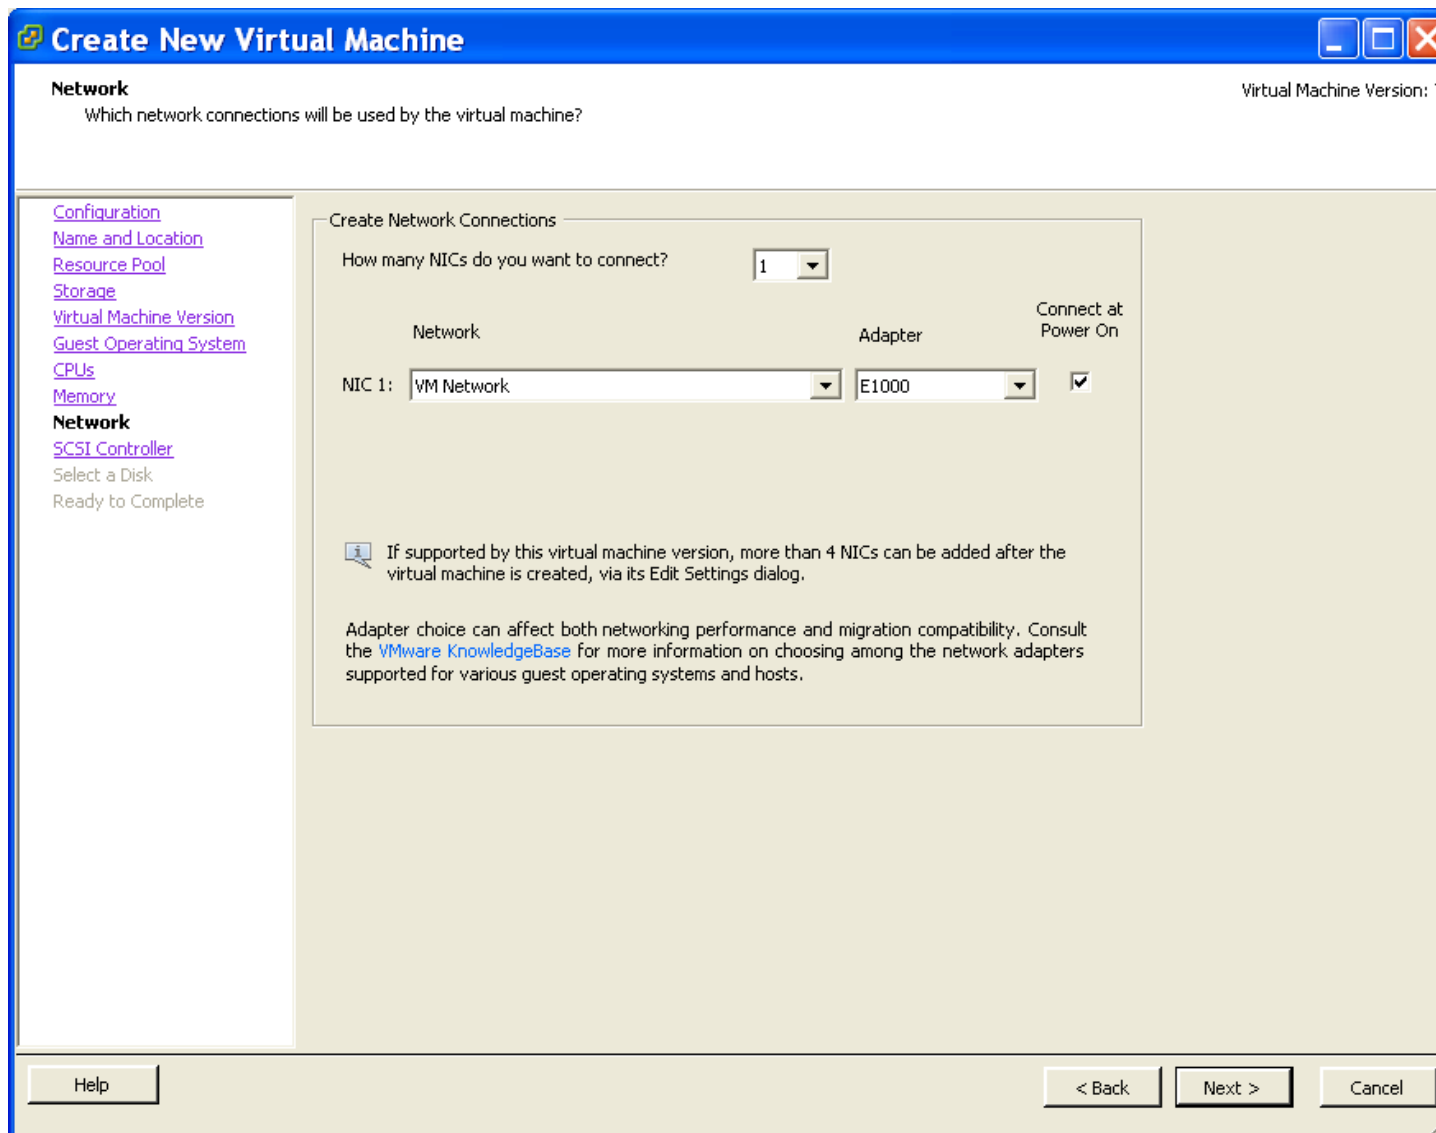 Create New Virtual Machine
Network
Which network connections will be used by the virtual machine?
Virtual Machine Version:
Configuration
Name and Location
Resource Pool
Storage
Virtual Machine Version
Guest Operating System
CPUs
Memory
Network
SCSI Controller
Select a Disk
Ready to Complete
Create Network Connections
How many NICs do you want to connect?
1
Network
Adapter
Connect at
Power On
NIC 1:
VM Network
E1000
If supported by this virtual machine version, more than 4 NICs can be added after the
virtual machine is created, via its Edit Settings dialog.
Adapter choice can affect both networking performance and migration compatibility. Consult
the VMware KnowledgeBase for more information on choosing among the network adapters
supported for various guest operating systems and hosts.
Help
< Back
Next >
Cancel